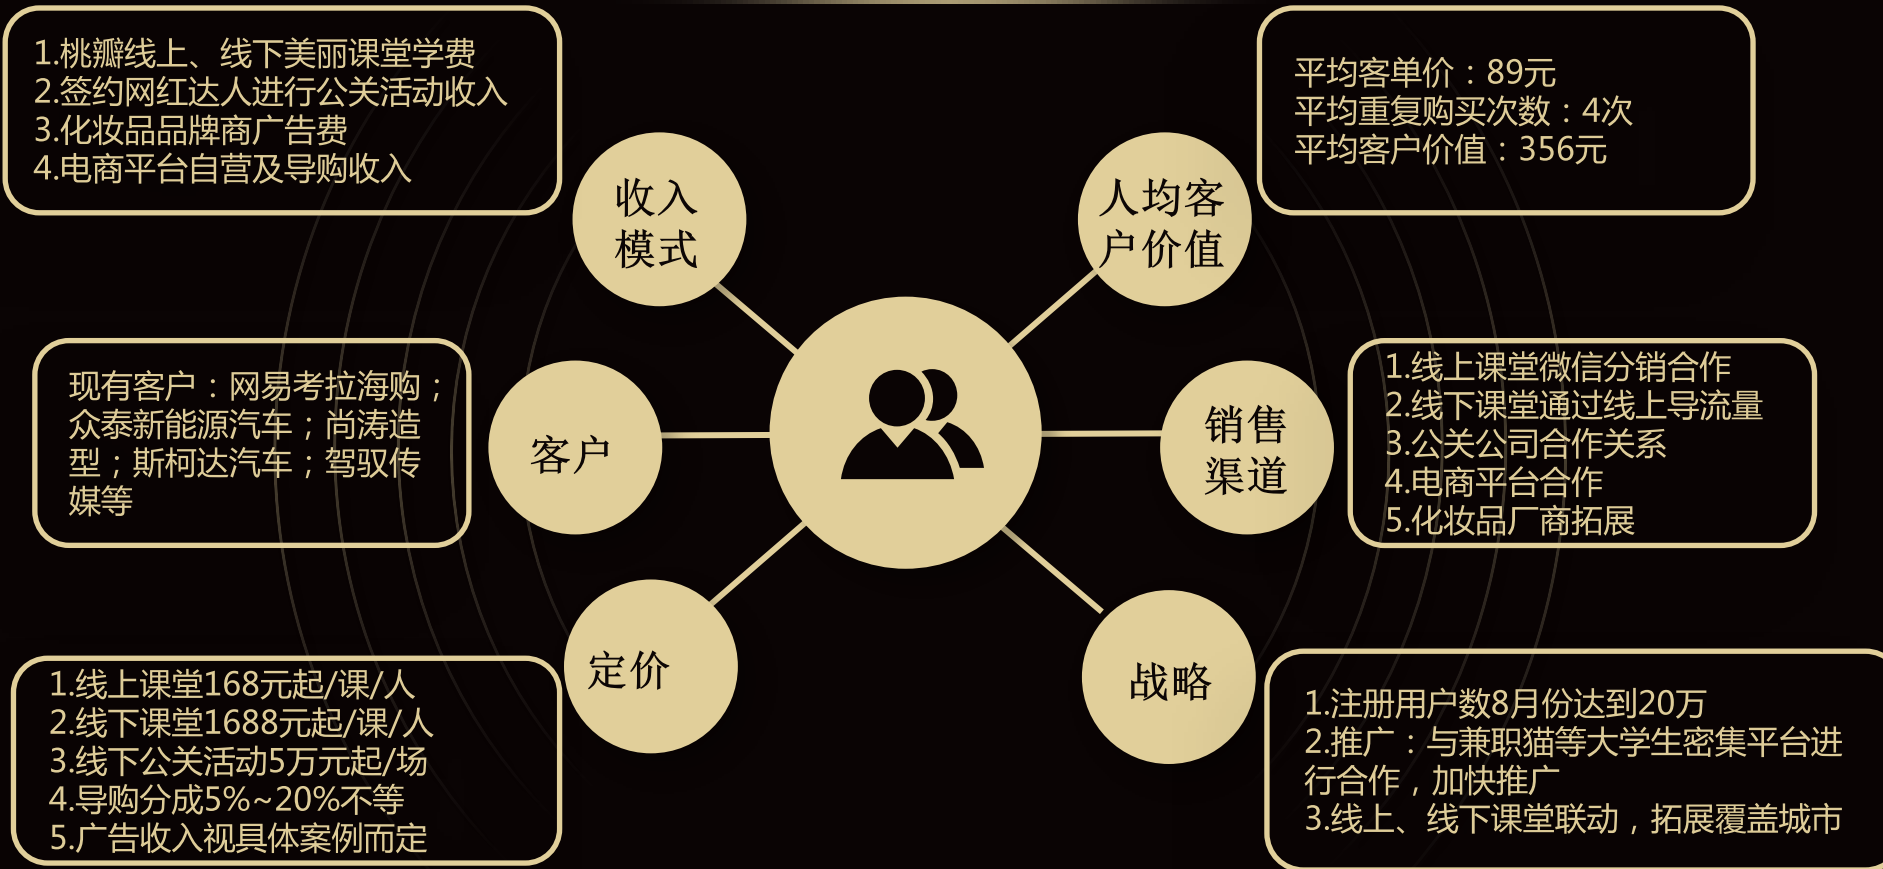 1.桃瓣线上、线下美丽课堂学费
2.签约网红达人进行公关活动收入
3.化妆品品牌商广告费
4.电商平台自营及导购收入
收入
模式
人均客
户价值
平均客单价：89元
平均重复购买次数：4次
平均客户价值：356元
现有客户：网易考拉海购；
众泰新能源汽车；尚涛造
型；斯柯达汽车；驾驭传
媒等
客户
销售
渠道
1.线上课堂微信分销合作
2.线下课堂通过线上导流量
3.公关公司合作关系
4.电商平台合作
5.化妆品厂商拓展
1.线上课堂168元起/课/人
2.线下课堂1688元起/课/人
3.线下公关活动5万元起/场
4.导购分成5%~20%不等
5.广告收入视具体案例而定
定价
战略
1.注册用户数8月份达到20万
2.推广：与兼职猫等大学生密集平台进
行合作，加快推广
3.线上、线下课堂联动，拓展覆盖城市